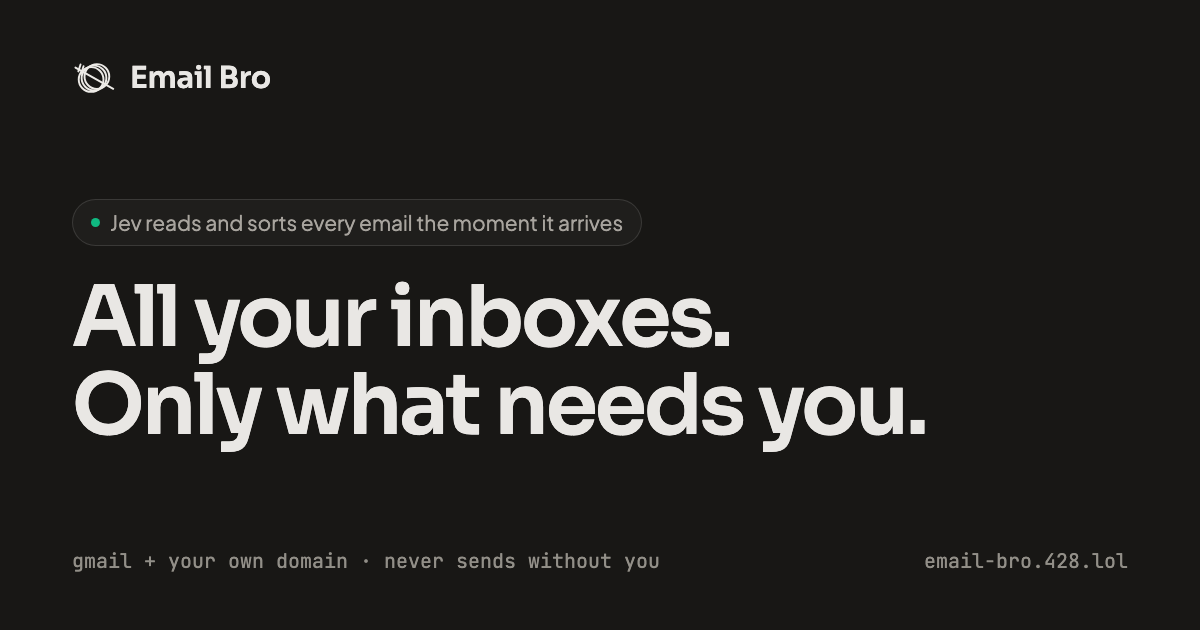 Email Bro
Jev reads and sorts every email the moment it arrives
All your inboxes.
Only what needs you.
gmail + your own domain · never sends without you
email-bro.428.lol